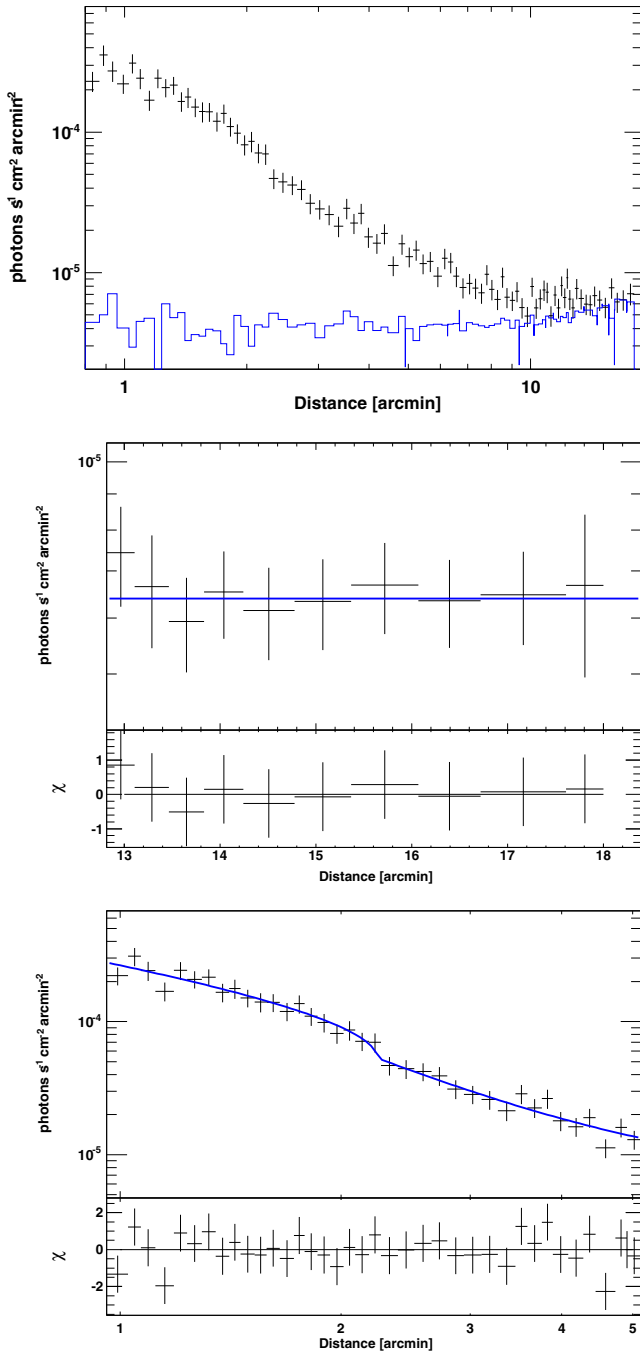 photons s⁻¹ cm⁻² arcmin⁻²
10⁻⁴
10⁻⁵
1 10
Distance [arcmin]
photons s⁻¹ cm⁻² arcmin⁻²
10⁻⁵
χ
1
0
-1
13 14 15 16 17 18
Distance [arcmin]
photons s⁻¹ cm⁻² arcmin⁻²
10⁻⁴
10⁻⁵
χ
2
0
-2
1 2 3 4 5
Distance [arcmin]